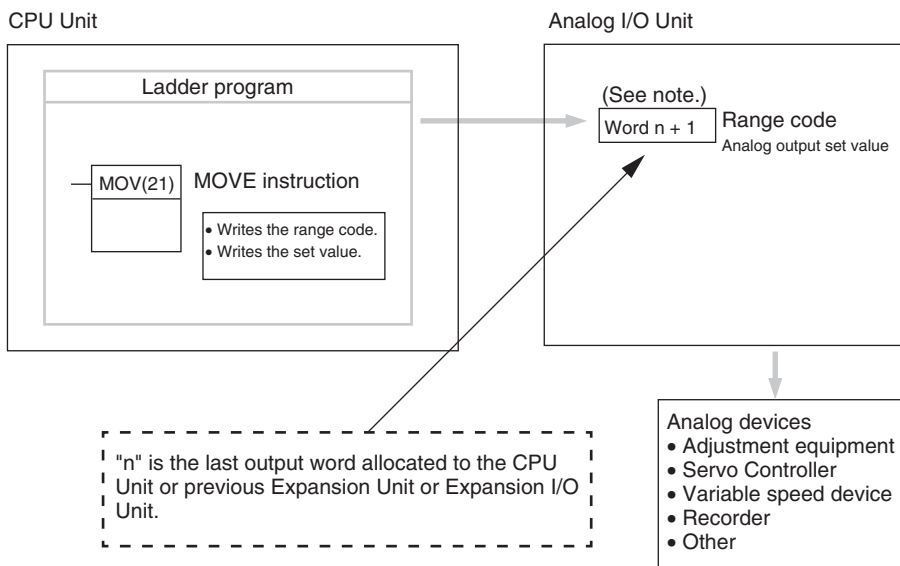 CPU Unit
Analog I/O Unit
Ladder program
MOV(21)
MOVE instruction
• Writes the range code.
• Writes the set value.
(See note.)
Word n + 1
Range code
Analog output set value
"n" is the last output word allocated to the CPU
Unit or previous Expansion Unit or Expansion I/O
Unit.
Analog devices
• Adjustment equipment
• Servo Controller
• Variable speed device
• Recorder
• Other